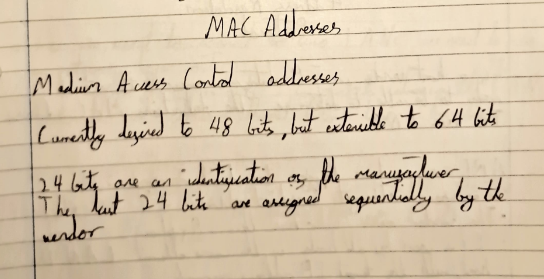 MAC Addresses
Medium Access Control addresses
Currently desired to 48 bits, but extensible to 64 bits
24 bits are an identification of the manufacturer
The last 24 bits are assigned sequentially by the
vendor